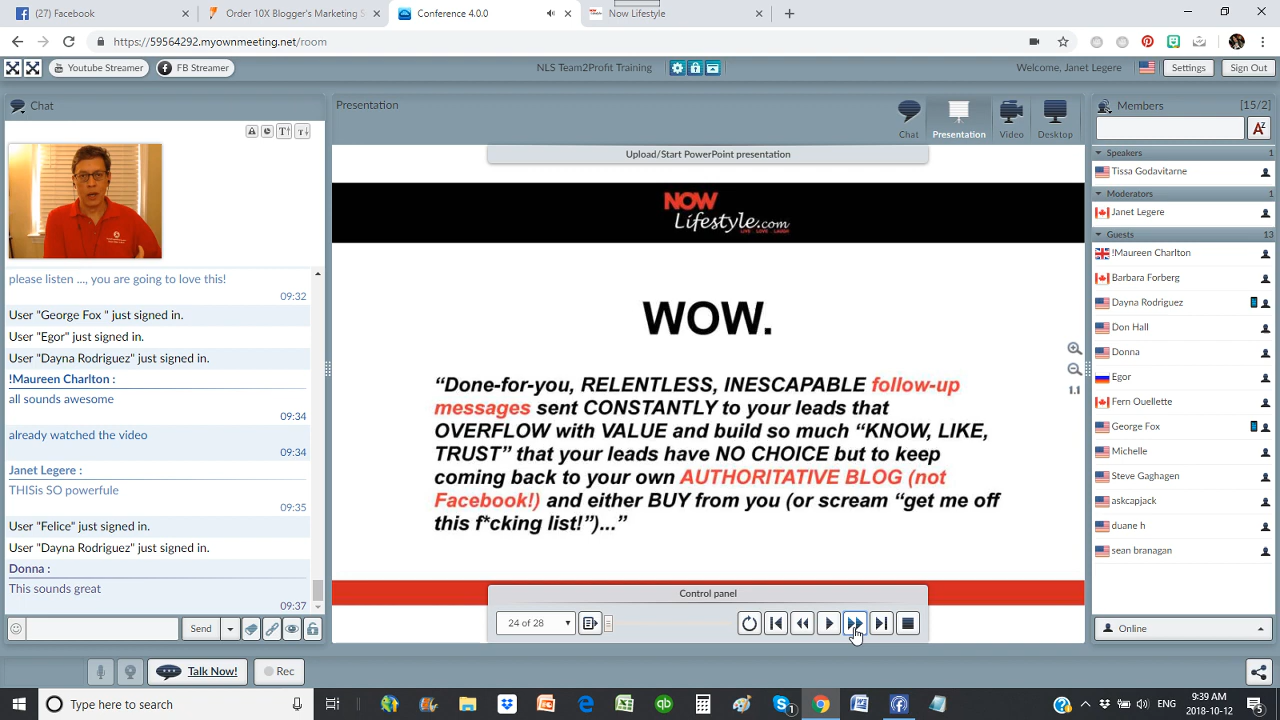 (27) Facebook
Order 10X Blogger's Marketing S
Conference 4.0.0
Now Lifestyle
https://59564292.myownmeeting.net/room
Youtube Streamer
FB Streamer
NLS Team2Profit Training
Welcome, Janet Legere
Settings
Sign Out
Chat
please listen ..., you are going to love this!
09:32
User "George Fox " just signed in.
User "Egor" just signed in.
User "Dayna Rodriguez" just signed in.
!Maureen Charlton :
all sounds awesome
09:34
already watched the video
09:34
Janet Legere :
THISis SO powerfule
09:35
User "Felice" just signed in.
User "Dayna Rodriguez" just signed in.
Donna :
This sounds great
09:37
Send
Talk Now!
Rec
Presentation
Chat
Presentation
Video
Desktop
Upload/Start PowerPoint presentation
NOW
Lifestyle.com
LIVE LOVE LAUGH
WOW.
“Done-for-you, RELENTLESS, INESCAPABLE follow-up
messages sent CONSTANTLY to your leads that
OVERFLOW with VALUE and build so much “KNOW, LIKE,
TRUST” that your leads have NO CHOICE but to keep
coming back to your own AUTHORITATIVE BLOG (not
Facebook!) and either BUY from you (or scream “get me off
this f*cking list!”)...”
1.1
Control panel
24 of 28
Members
[15/2]
Speakers 1
Tissa Godavitarne
Moderators 1
Janet Legere
Guests 13
!Maureen Charlton
Barbara Forberg
Dayna Rodriguez
Don Hall
Donna
Egor
Fern Ouellette
George Fox
Michelle
Steve Gaghagen
askcapjack
duane h
sean branagan
Online
Type here to search
9:39 AM
2018-10-12